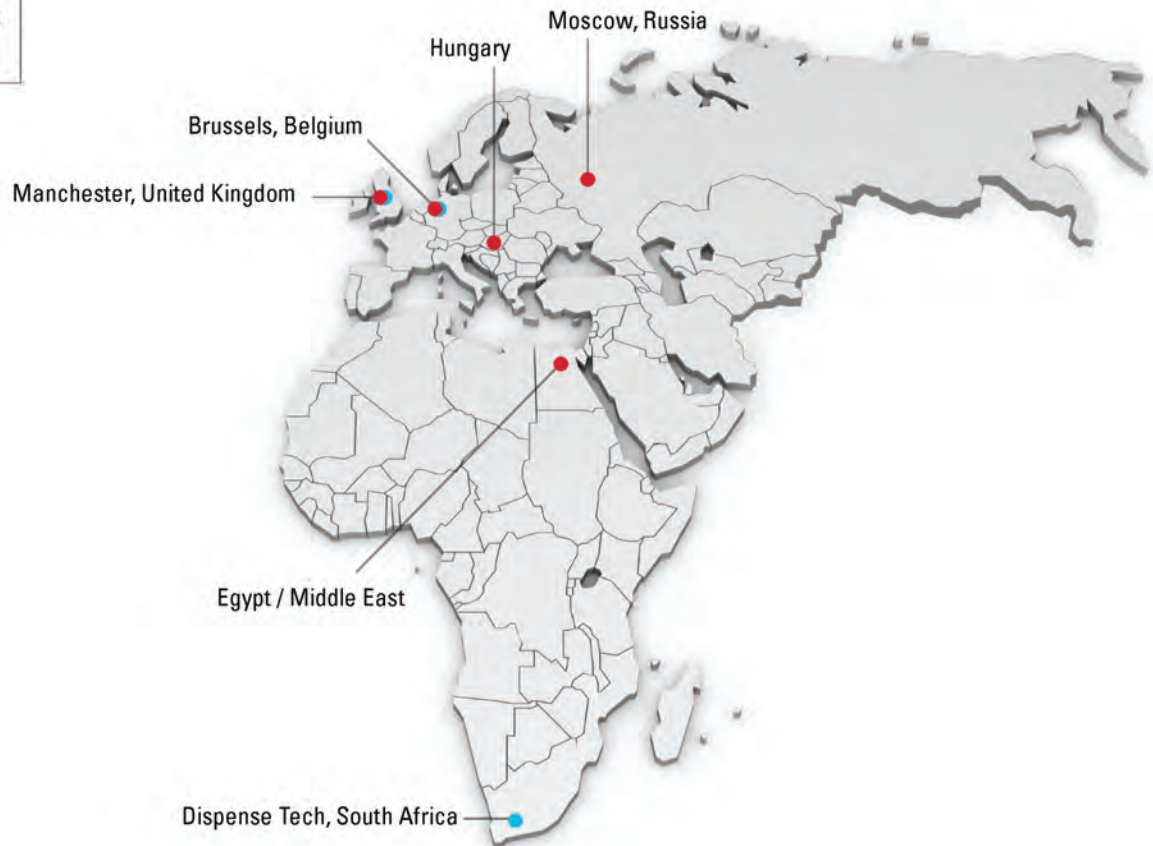 Moscow, Russia
Hungary
Brussels, Belgium
Manchester, United Kingdom
Egypt / Middle East
Dispense Tech, South Africa